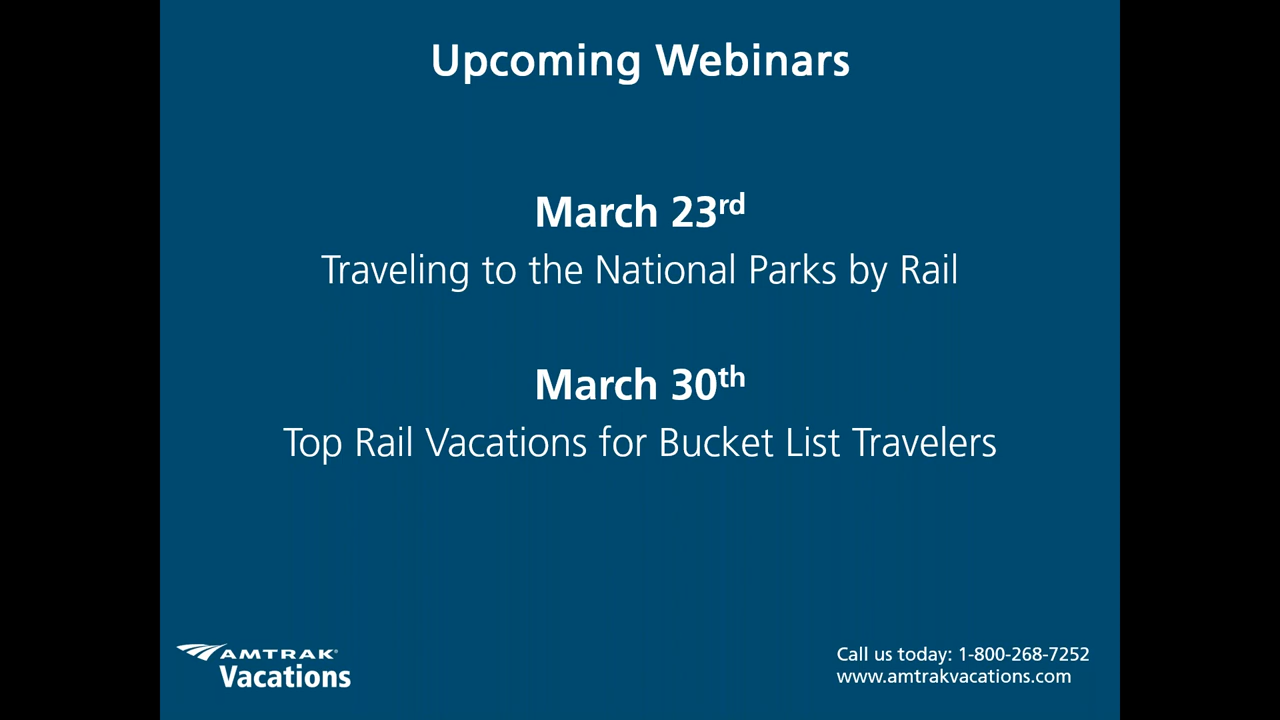 Upcoming Webinars
March 23rd
Traveling to the National Parks by Rail
March 30th
Top Rail Vacations for Bucket List Travelers
AMTRAK®
Vacations
Call us today: 1-800-268-7252
www.amtrakvacations.com